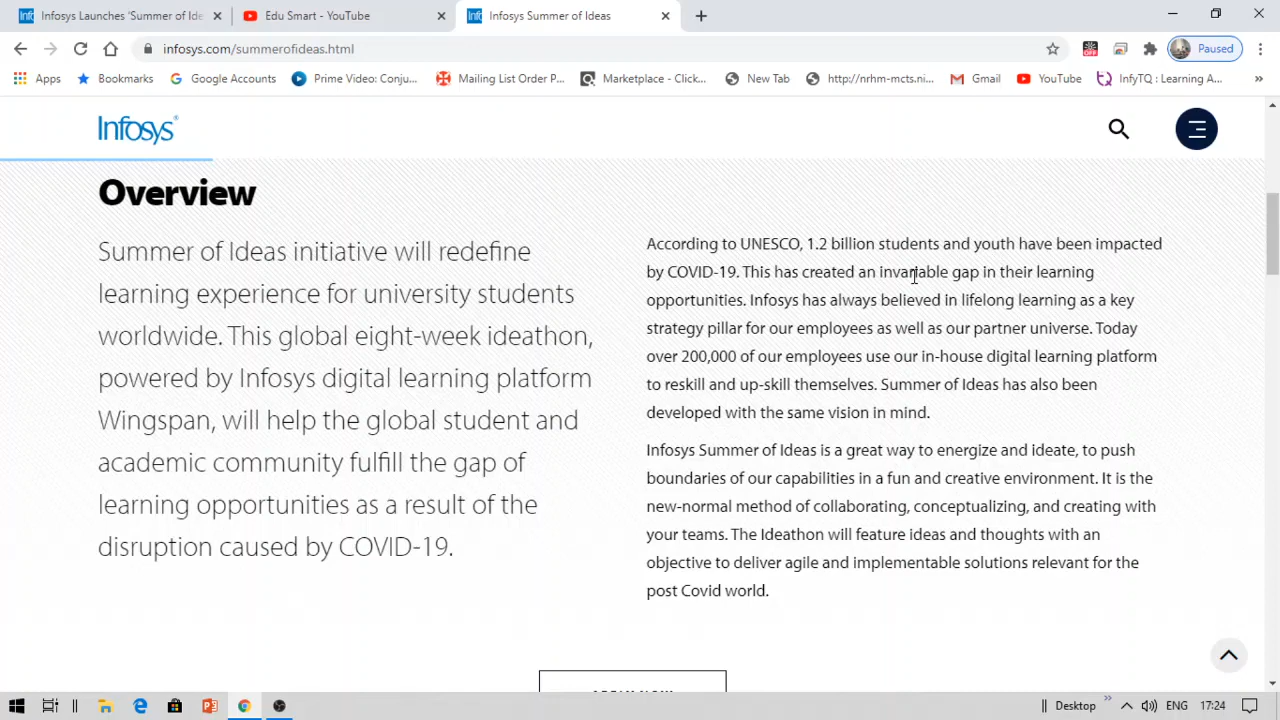 Infosys Launches 'Summer of Ide
Edu Smart - YouTube
Infosys Summer of Ideas
infosys.com/summerofideas.html
Paused
Apps
Bookmarks
Google Accounts
Prime Video: Conju...
Mailing List Order P...
Marketplace - Click...
New Tab
http://nrhm-mcts.ni...
Gmail
YouTube
InfyTQ : Learning A...
»
Infosys®
Overview
Summer of Ideas initiative will redefine
learning experience for university students
worldwide. This global eight-week ideathon,
powered by Infosys digital learning platform
Wingspan, will help the global student and
academic community fulfill the gap of
learning opportunities as a result of the
disruption caused by COVID-19.
According to UNESCO, 1.2 billion students and youth have been impacted
by COVID-19. This has created an invariable gap in their learning
opportunities. Infosys has always believed in lifelong learning as a key
strategy pillar for our employees as well as our partner universe. Today
over 200,000 of our employees use our in-house digital learning platform
to reskill and up-skill themselves. Summer of Ideas has also been
developed with the same vision in mind.
Infosys Summer of Ideas is a great way to energize and ideate, to push
boundaries of our capabilities in a fun and creative environment. It is the
new-normal method of collaborating, conceptualizing, and creating with
your teams. The Ideathon will feature ideas and thoughts with an
objective to deliver agile and implementable solutions relevant for the
post Covid world.
Desktop
»
ENG
17:24